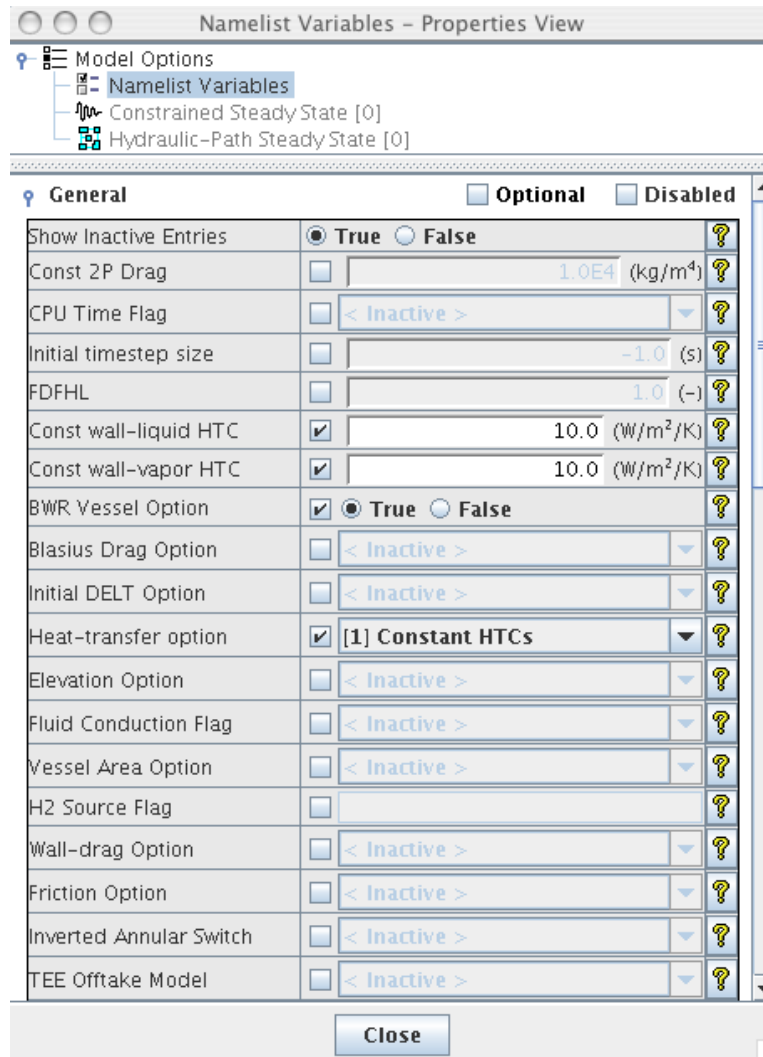 Namelist Variables - Properties View
Model Options
Namelist Variables
Constrained Steady State [0]
Hydraulic-Path Steady State [0]
General Optional Disabled
Show Inactive Entries True False ?
Const 2P Drag 1.0E4 (kg/m⁴) ?
CPU Time Flag < Inactive > ?
Initial timestep size -1.0 (s) ?
FDFHL 1.0 (-) ?
Const wall-liquid HTC 10.0 (W/m²/K) ?
Const wall-vapor HTC 10.0 (W/m²/K) ?
BWR Vessel Option True False ?
Blasius Drag Option < Inactive > ?
Initial DELT Option < Inactive > ?
Heat-transfer option [1] Constant HTCs ?
Elevation Option < Inactive > ?
Fluid Conduction Flag < Inactive > ?
Vessel Area Option < Inactive > ?
H2 Source Flag ?
Wall-drag Option < Inactive > ?
Friction Option < Inactive > ?
Inverted Annular Switch < Inactive > ?
TEE Offtake Model < Inactive > ?
Close